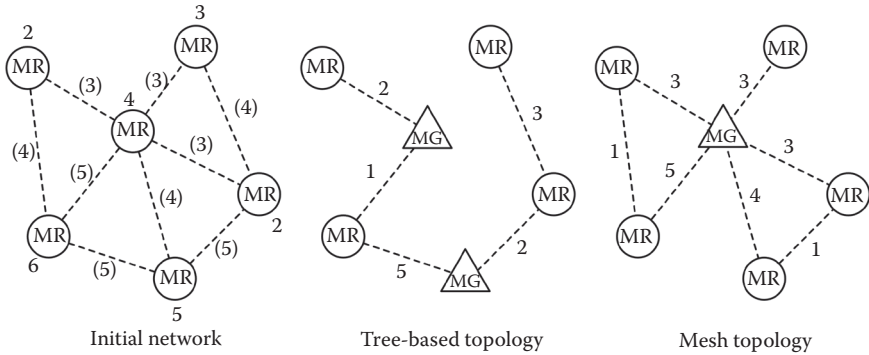 3
2
MR
MR
(3)
(3)
4
MR
(4)
(4)
(5)
(3)
(4)
MR
2
MR
6
(5)
(5)
MR
5
Initial network
MR
MR
2
MG
3
1
MR
MR
5
2
MG
Tree-based topology
MR
MR
3
3
MG
1
5
3
4
MR
MR
1
MR
Mesh topology